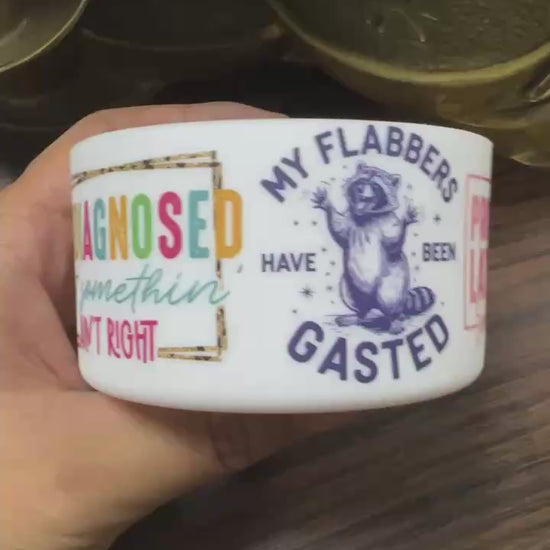 AGNOSED
somethin'
AIN'T RIGHT
MY FLABBERS
HAVE BEEN
GASTED